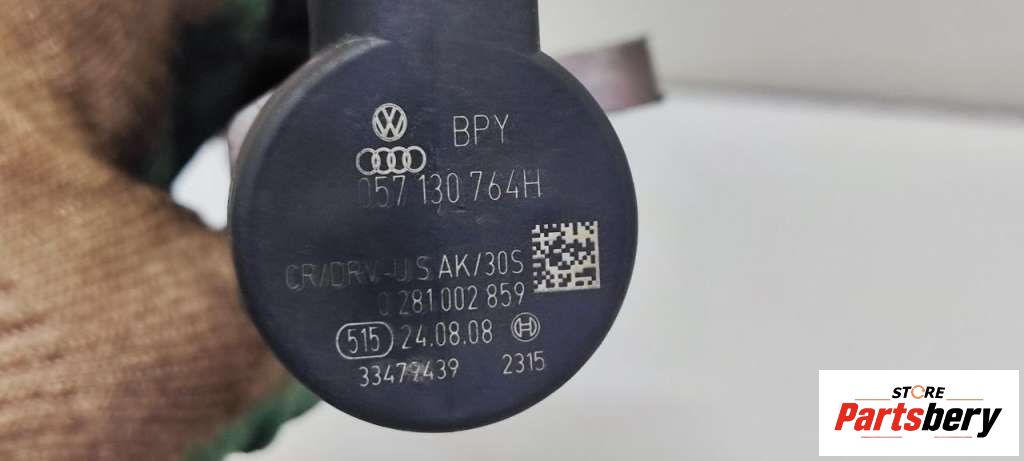 BPY
057 130 764H
CR/DRV-U S AK/30S
0 281 002 859
515 24.08.08
33479439 2315
STORE
Partsbery